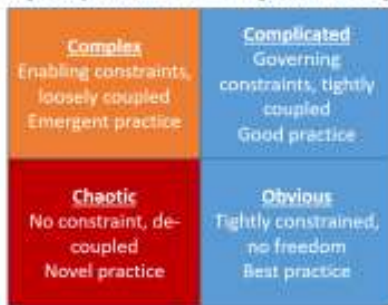 Complex
Enabling constraints,
loosely coupled
Emergent practice
Complicated
Governing
constraints, tightly
coupled
Good practice
Chaotic
No constraint, de-
coupled
Novel practice
Obvious
Tightly constrained,
no freedom
Best practice